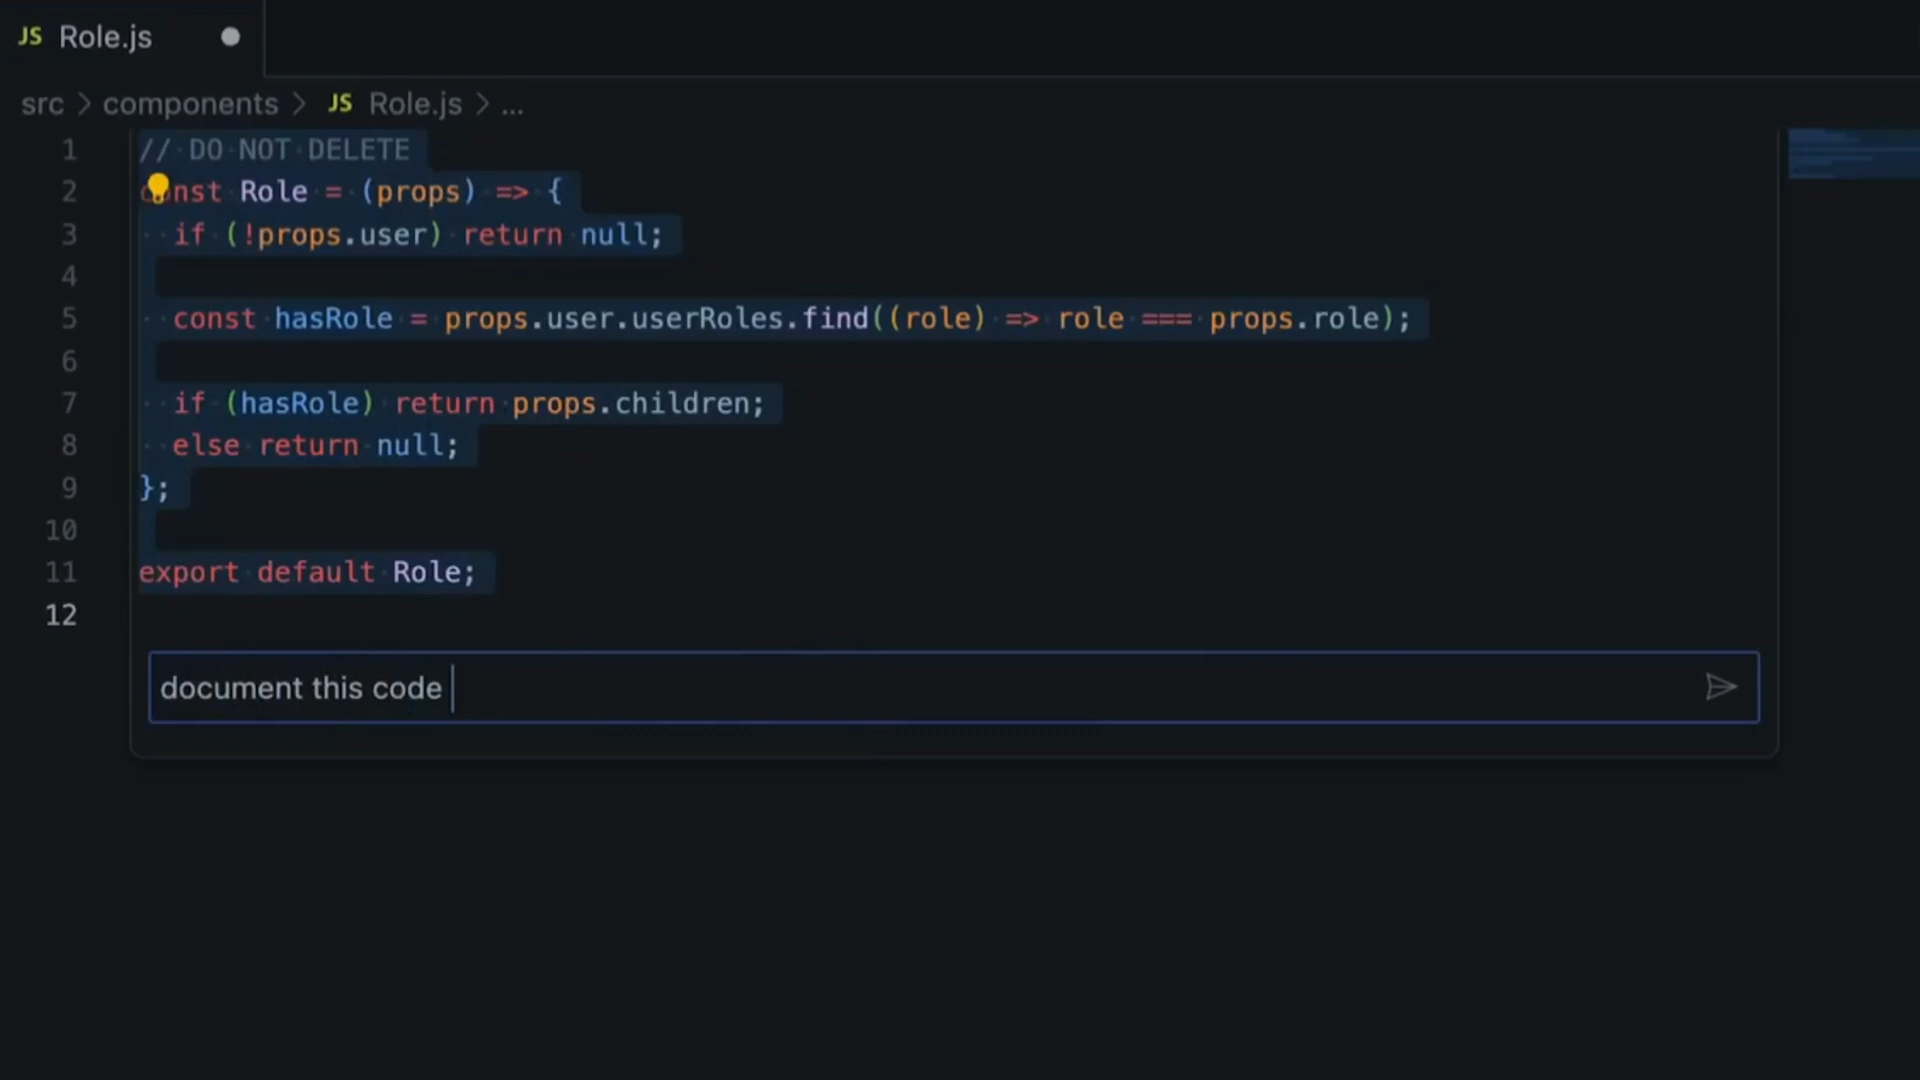 JS Role.js
src > components > JS Role.js > ...
1 // DO NOT DELETE
2 const Role = (props) => {
3 if (!props.user) return null;
4
5 const hasRole = props.user.userRoles.find((role) => role === props.role);
6
7 if (hasRole) return props.children;
8 else return null;
9 };
10
11 export default Role;
12
document this code